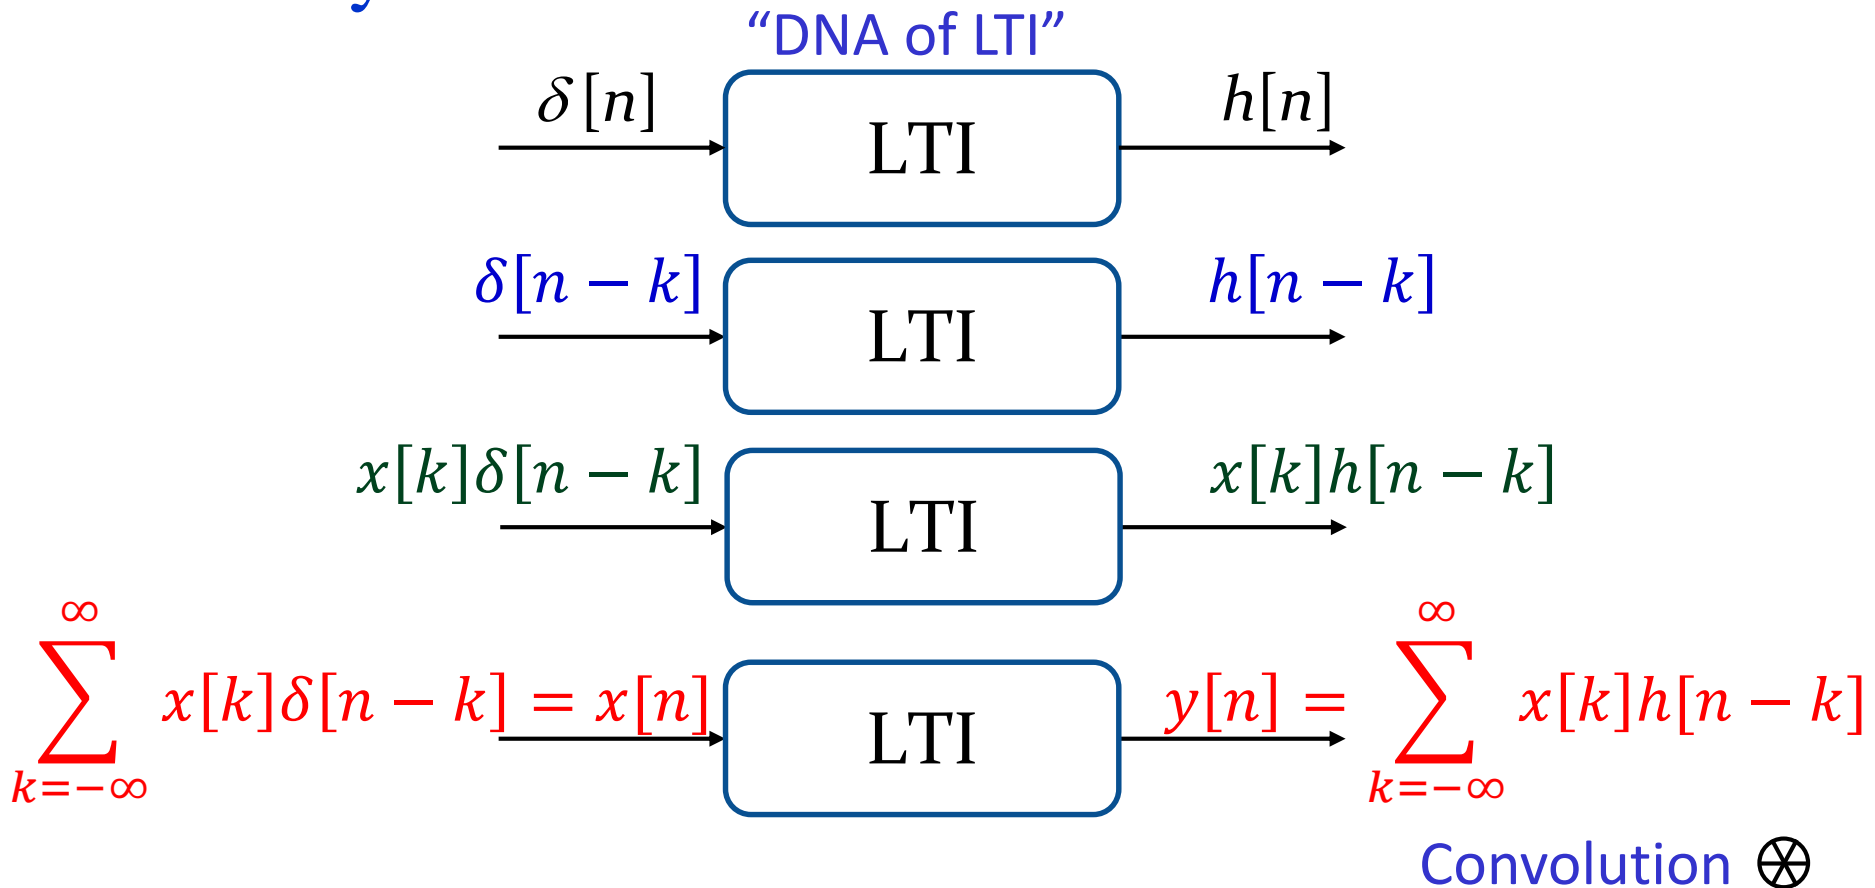 “DNA of LTI”
δ[n] LTI h[n]
δ[n − k] LTI h[n − k]
x[k]δ[n − k] LTI x[k]h[n − k]
∑_{k=−∞}^{∞} x[k]δ[n − k] = x[n] LTI y[n] = ∑_{k=−∞}^{∞} x[k]h[n − k]
Convolution ⊛